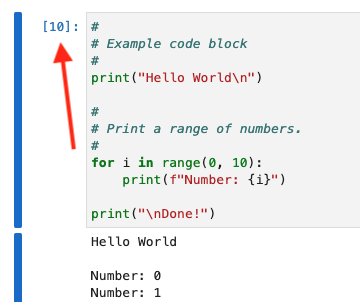 [10]: #
# Example code block
#
print("Hello World\n")
#
# Print a range of numbers.
#
for i in range(0, 10):
    print(f"Number: {i}")
print("\nDone!")
Hello World
Number: 0
Number: 1